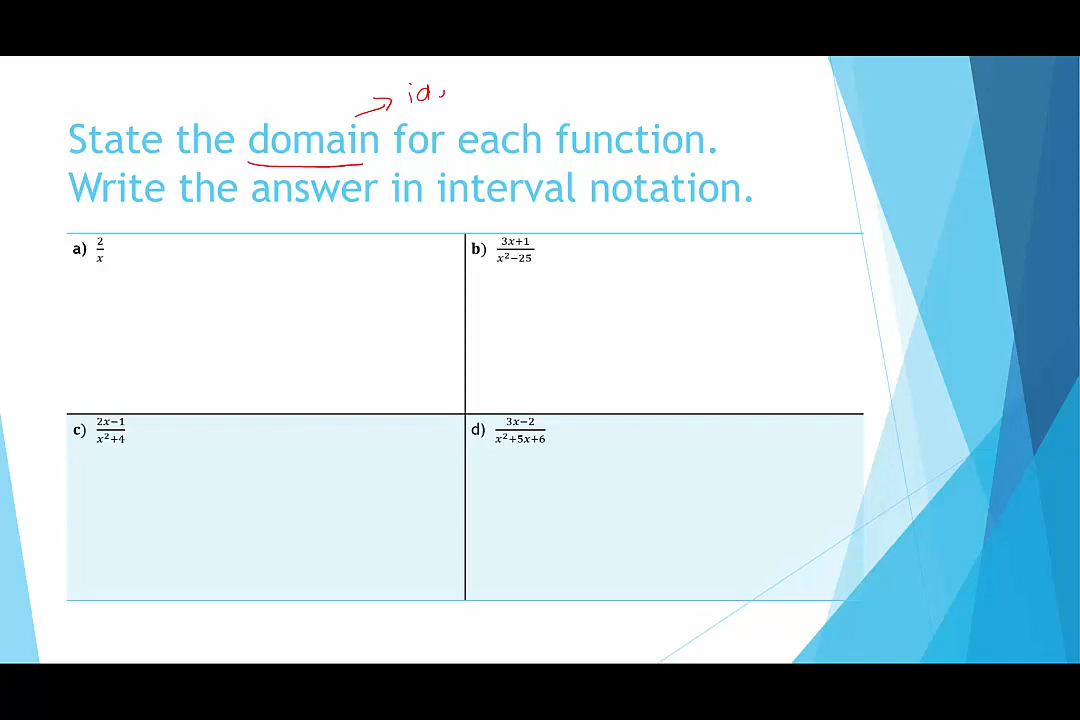 id,
State the domain for each function.
Write the answer in interval notation.
a) 2/x
b) 3x+1/x²−25
c) 2x−1/x²+4
d) 3x−2/x²+5x+6